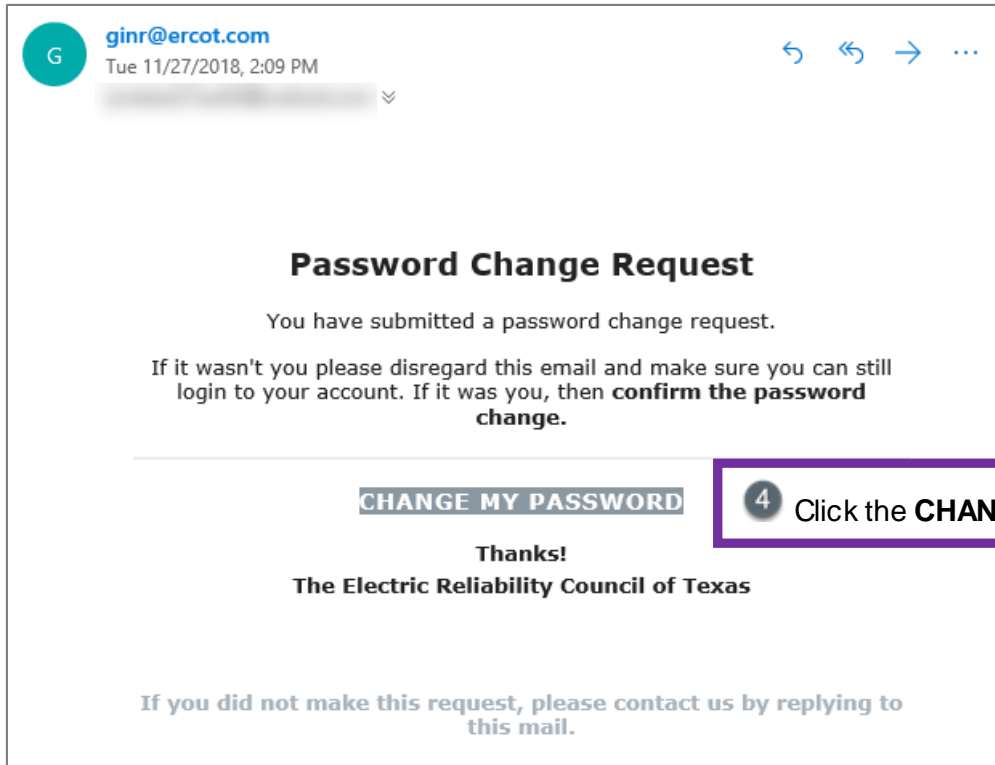 G
ginr@ercot.com
Tue 11/27/2018, 2:09 PM
Password Change Request
You have submitted a password change request.
If it wasn't you please disregard this email and make sure you can still
login to your account. If it was you, then confirm the password
change.
CHANGE MY PASSWORD
4 Click the CHAN
Thanks!
The Electric Reliability Council of Texas
If you did not make this request, please contact us by replying to
this mail.